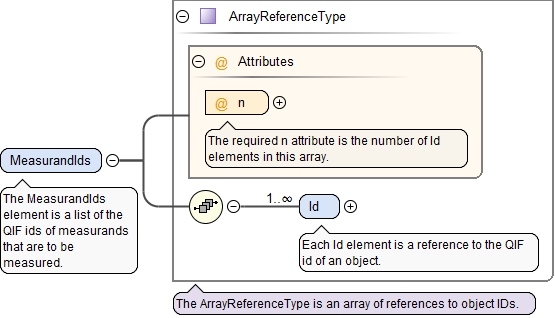 ArrayReferenceType
@ Attributes
@ n
The required n attribute is the number of Id
elements in this array.
MeasurandIds
The MeasurandIds
element is a list of the
QIF ids of measurands
that are to be
measured.
1..∞
Id
Each Id element is a reference to the QIF
id of an object.
The ArrayReferenceType is an array of references to object IDs.